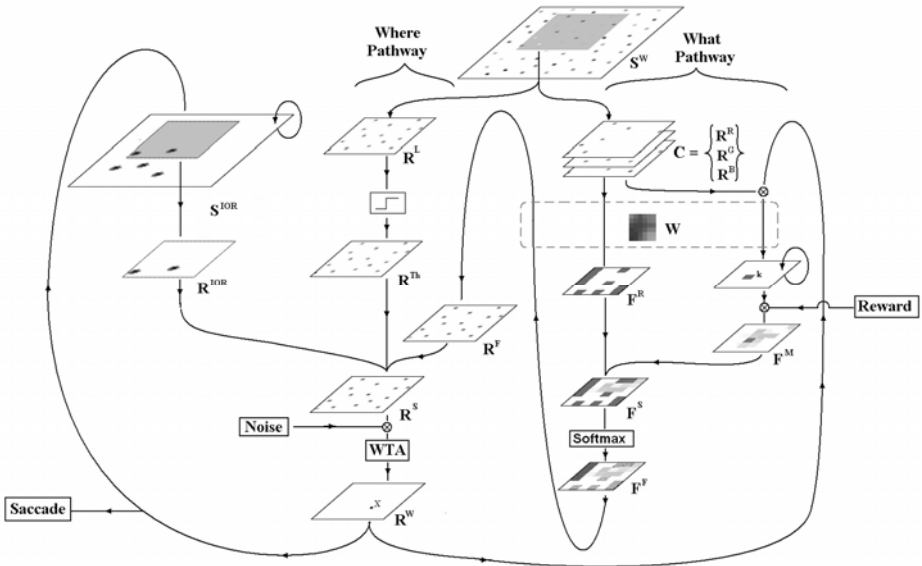 Where
Pathway
What
Pathway
S^W
R^L
C = { R^R
R^G
R^B }
S^IOR
W
R^IOR
R^Th
k
F^R
Reward
R^F
F^M
R^S
F^S
Noise
WTA
Softmax
X
R^W
F^F
Saccade